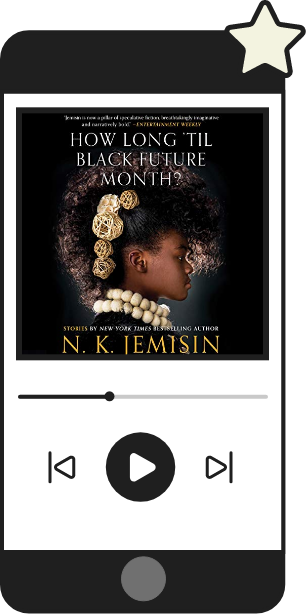 "Jemisin is now a pillar of speculative fiction, breathtakingly imaginative
and narratively bold." —ENTERTAINMENT WEEKLY
HOW LONG 'TIL
BLACK FUTURE
MONTH?
STORIES BY NEW YORK TIMES BESTSELLING AUTHOR
N. K. JEMISIN